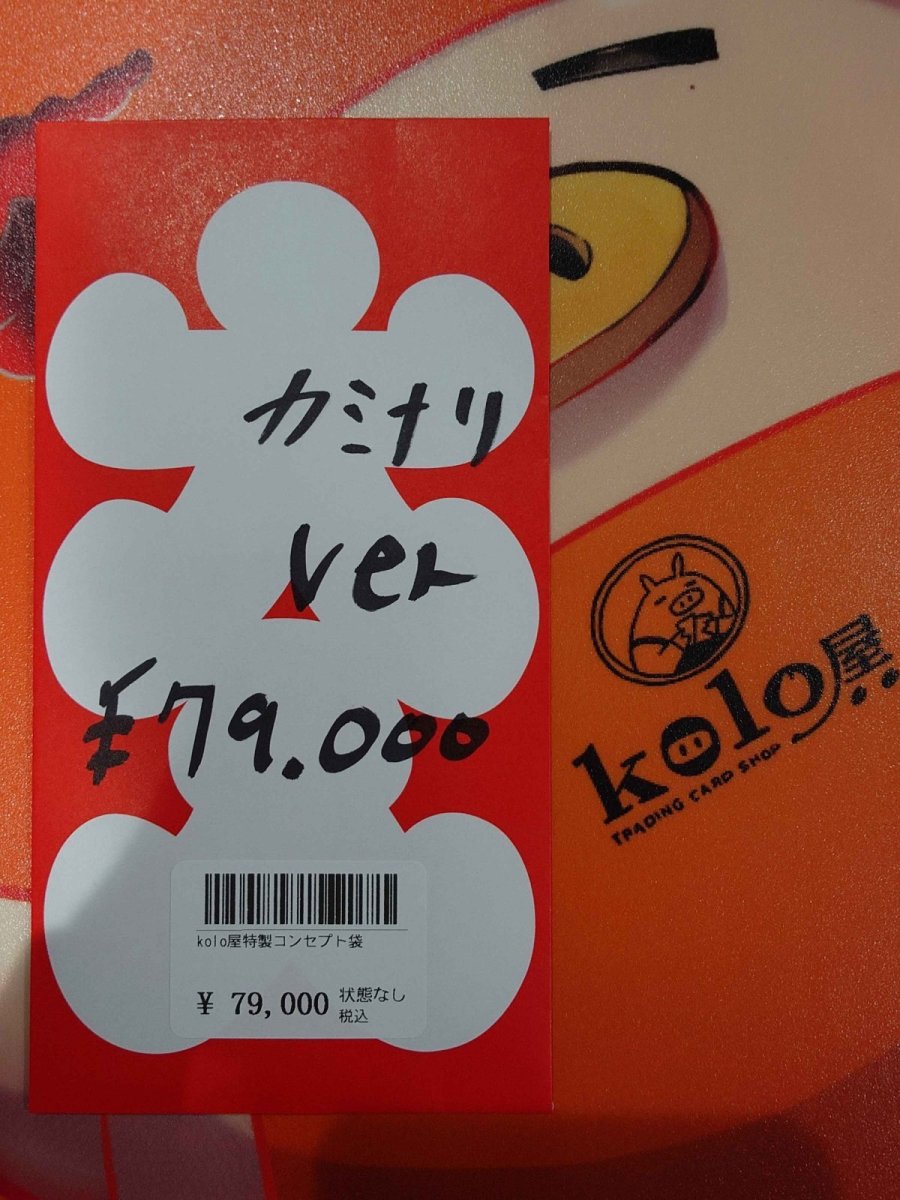 カミナリ
ver
¥79.000
kolo屋特製コンセプト袋
¥ 79,000 状態なし
税込
kolo屋
TRADING CARD SHOP